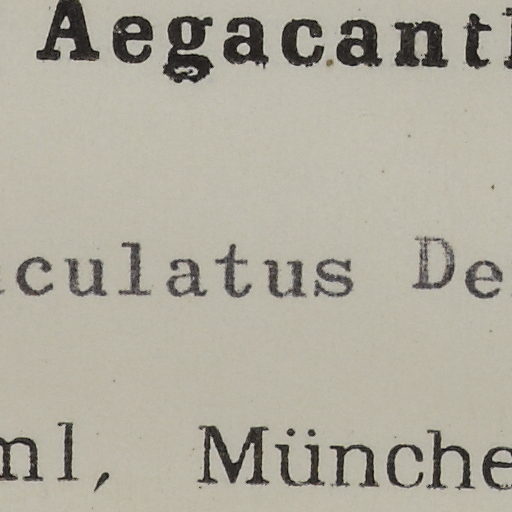 Aegacant
culatus De
ml, Münche